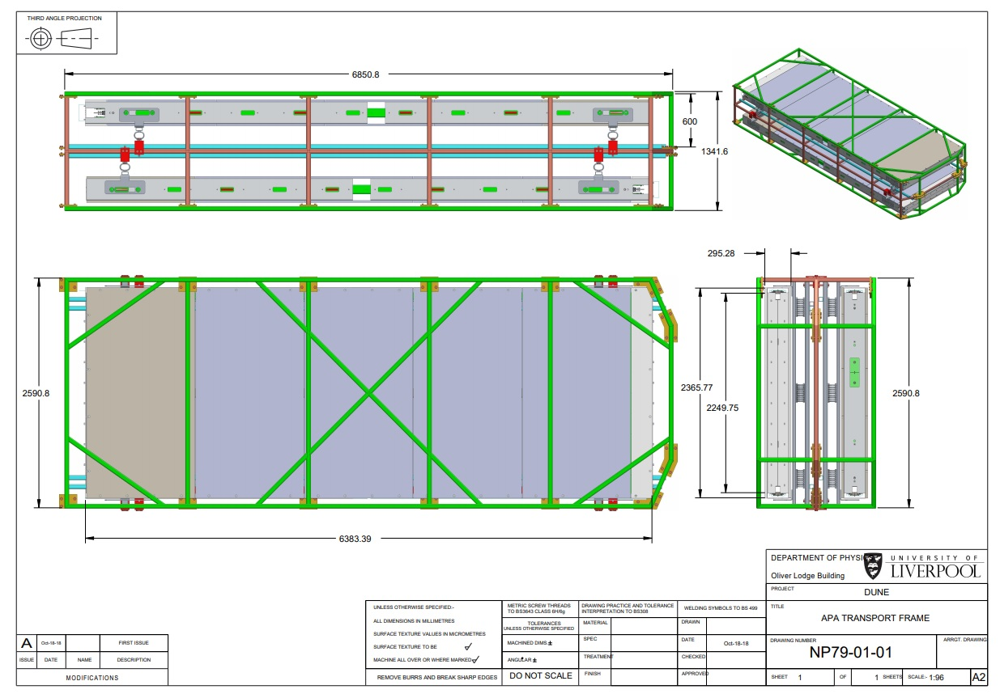 THIRD ANGLE PROJECTION
6850.8
600
1341.6
295.28
2590.8
2365.77
2249.75
2590.8
6383.39
DEPARTMENT OF PHYSI
Oliver Lodge Building
UNIVERSITY OF
LIVERPOOL
PROJECT
DUNE
TITLE
APA TRANSPORT FRAME
DRAWING NUMBER
NP79-01-01
ARRGT. DRAWING
SHEET 1 OF 1 SHEETS SCALE:- 1:96 A2
UNLESS OTHERWISE SPECIFIED:-
ALL DIMENSIONS IN MILLIMETRES
SURFACE TEXTURE VALUES IN MICROMETRES
SURFACE TEXTURE TO BE
MACHINE ALL OVER OR WHERE MARKED
REMOVE BURRS AND BREAK SHARP EDGES
METRIC SCREW THREADS
TO BS3643 CLASS 6H/6g
TOLERANCES
UNLESS OTHERWISE SPECIFIED
MACHINED DIMS ±
ANGULAR ±
DO NOT SCALE
DRAWING PRACTICE AND TOLERANCE
INTERPRETATION TO BS308
MATERIAL
SPEC
TREATMENT
FINISH
WELDING SYMBOLS TO BS 499
DRAWN
DATE Oct-18-18
CHECKED
APPROVED
A Oct-18-18 FIRST ISSUE
ISSUE DATE NAME DESCRIPTION
MODIFICATIONS